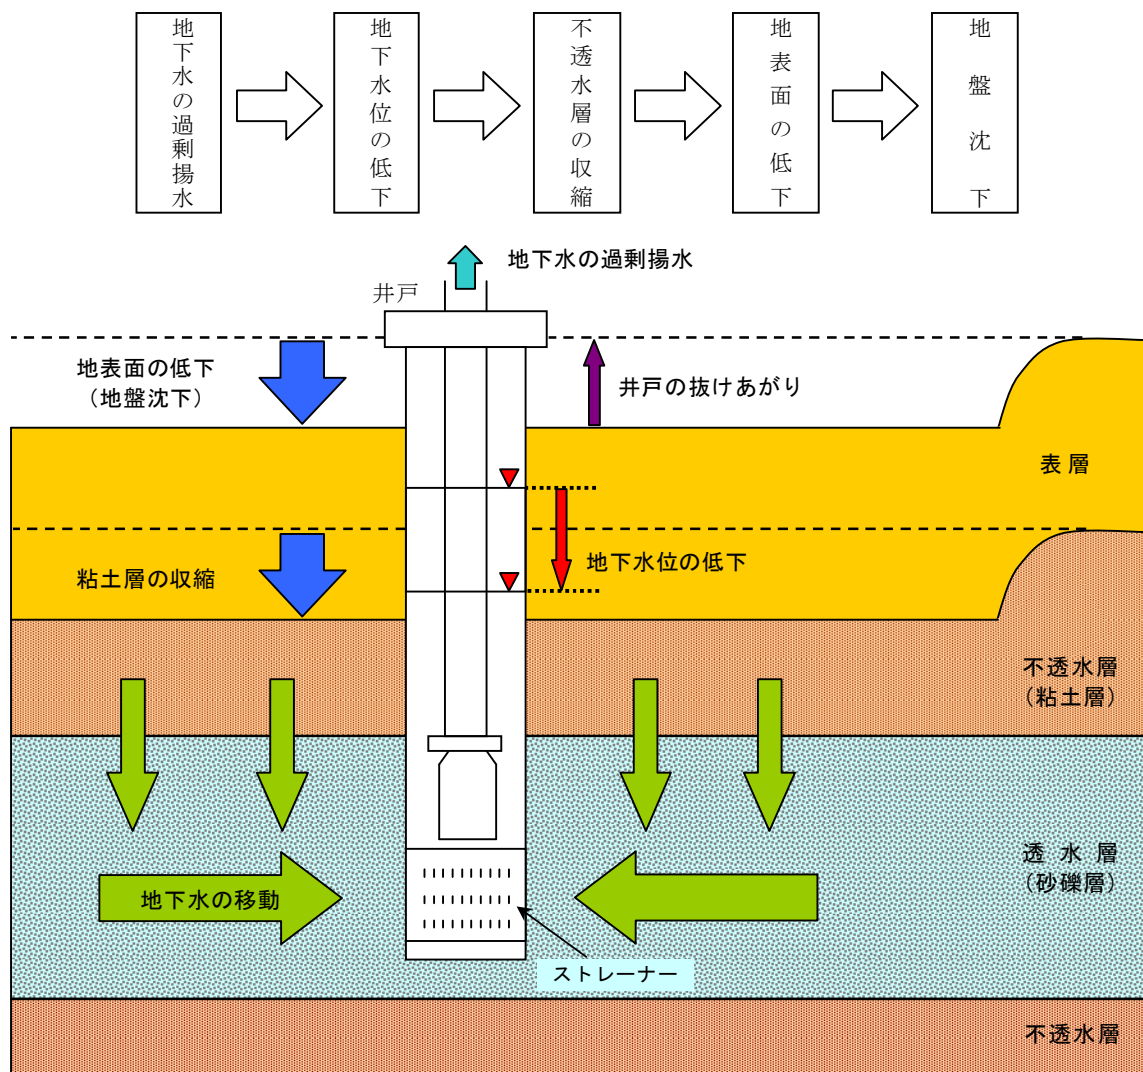 地下水の過剰揚水
地下水位の低下
不透水層の収縮
地表面の低下
地盤沈下
地下水の過剰揚水
井戸
地表面の低下
（地盤沈下）
井戸の抜けあがり
表層
地下水位の低下
粘土層の収縮
不透水層
（粘土層）
透水層
（砂礫層）
地下水の移動
ストレーナー
不透水層